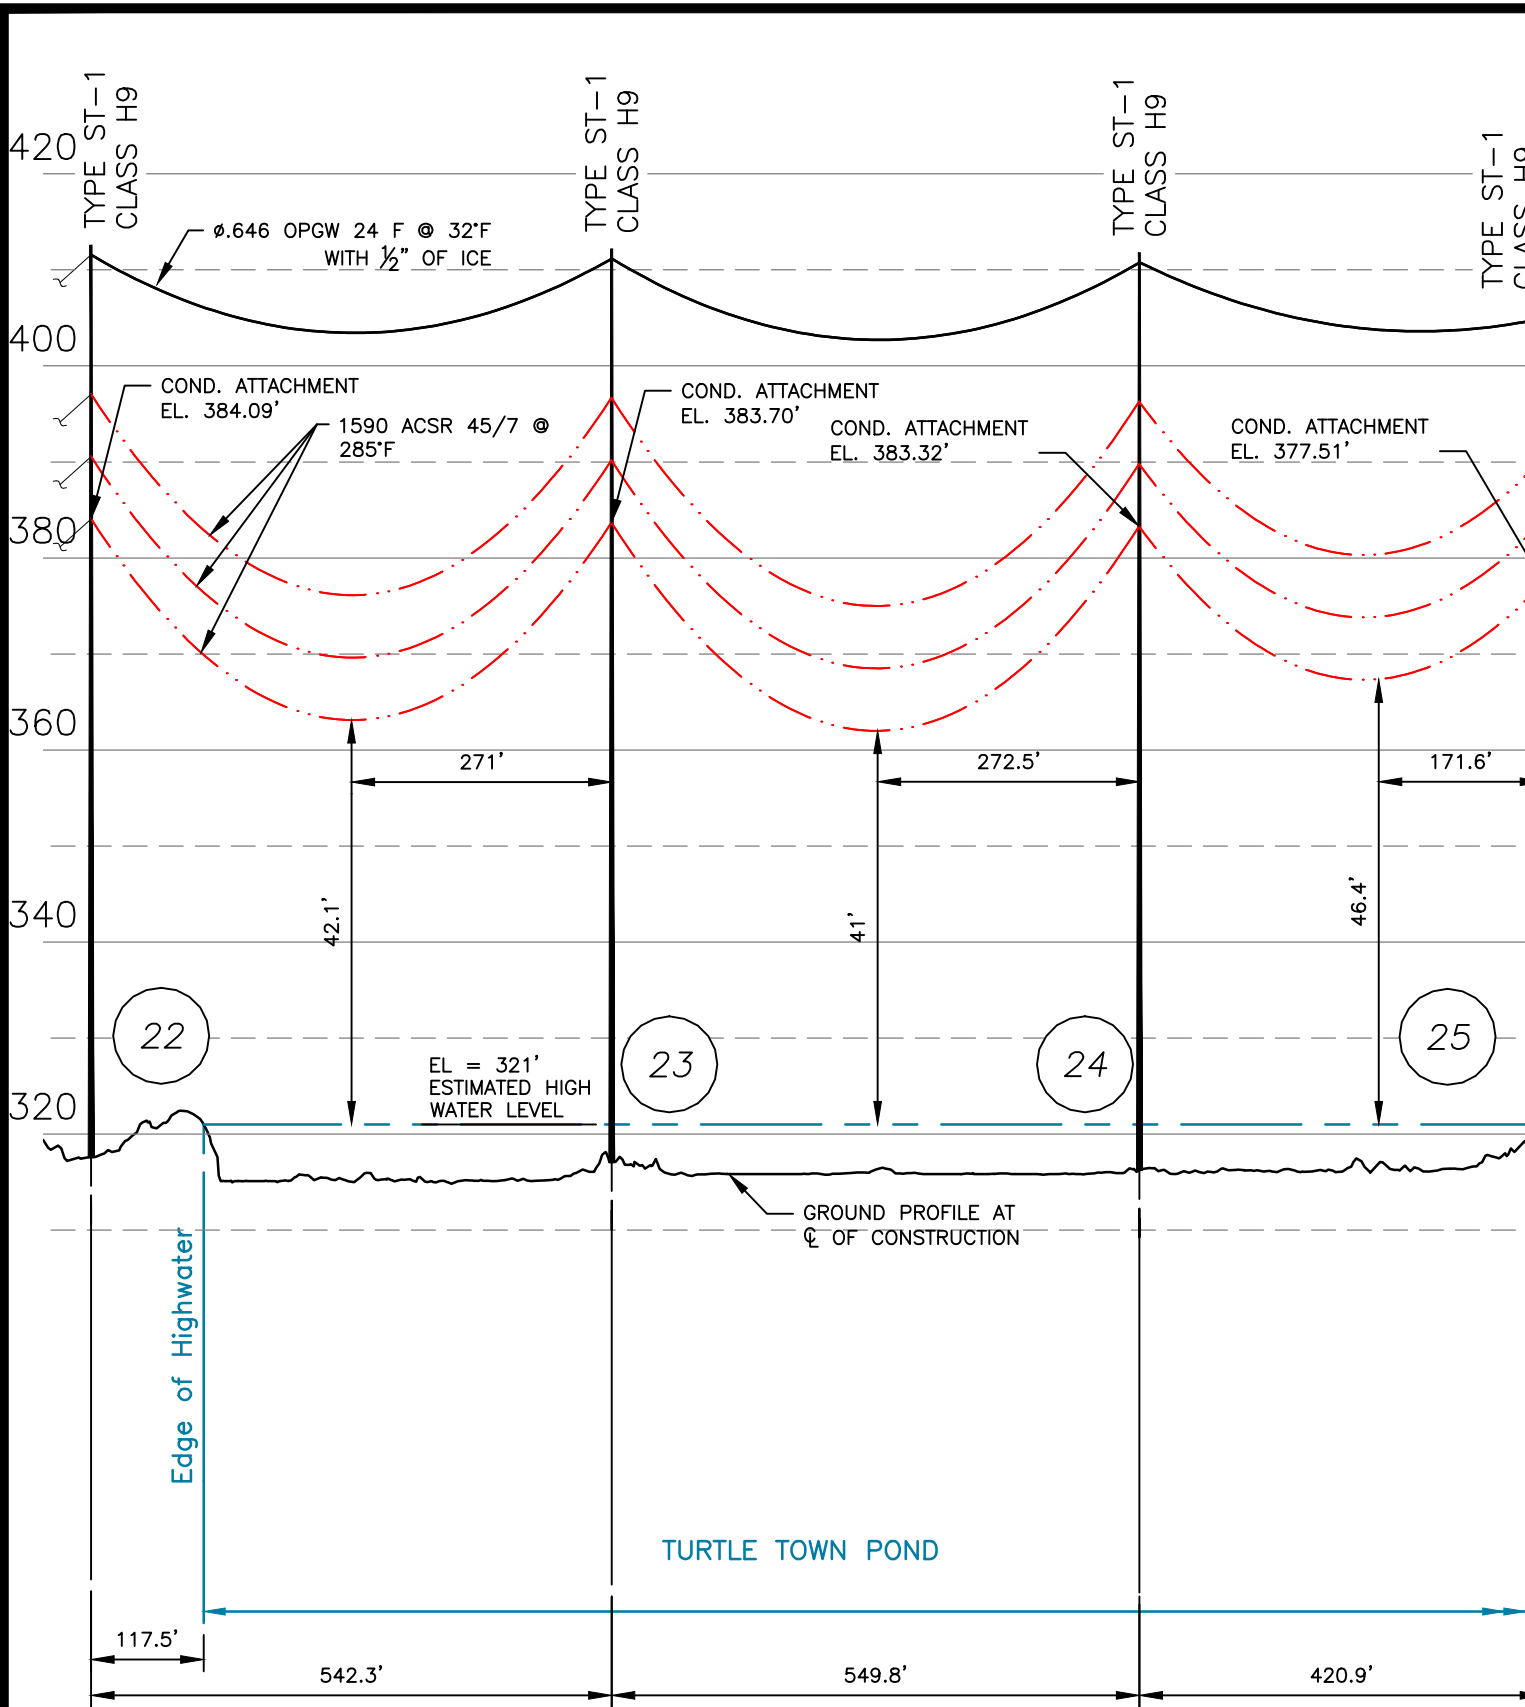 TYPE ST-1
CLASS H9
TYPE ST-1
CLASS H9
TYPE ST-1
CLASS H9
TYPE ST-1
CLASS H9
420
ø.646 OPGW 24 F @ 32°F
WITH ½" OF ICE
400
COND. ATTACHMENT
EL. 384.09'
1590 ACSR 45/7 @
285°F
COND. ATTACHMENT
EL. 383.70'
COND. ATTACHMENT
EL. 383.32'
COND. ATTACHMENT
EL. 377.51'
380
360
271'
272.5'
171.6'
42.1'
41'
46.4'
340
22
23
24
25
EL = 321'
ESTIMATED HIGH
WATER LEVEL
320
GROUND PROFILE AT
℄ OF CONSTRUCTION
Edge of Highwater
TURTLE TOWN POND
117.5'
542.3'
549.8'
420.9'